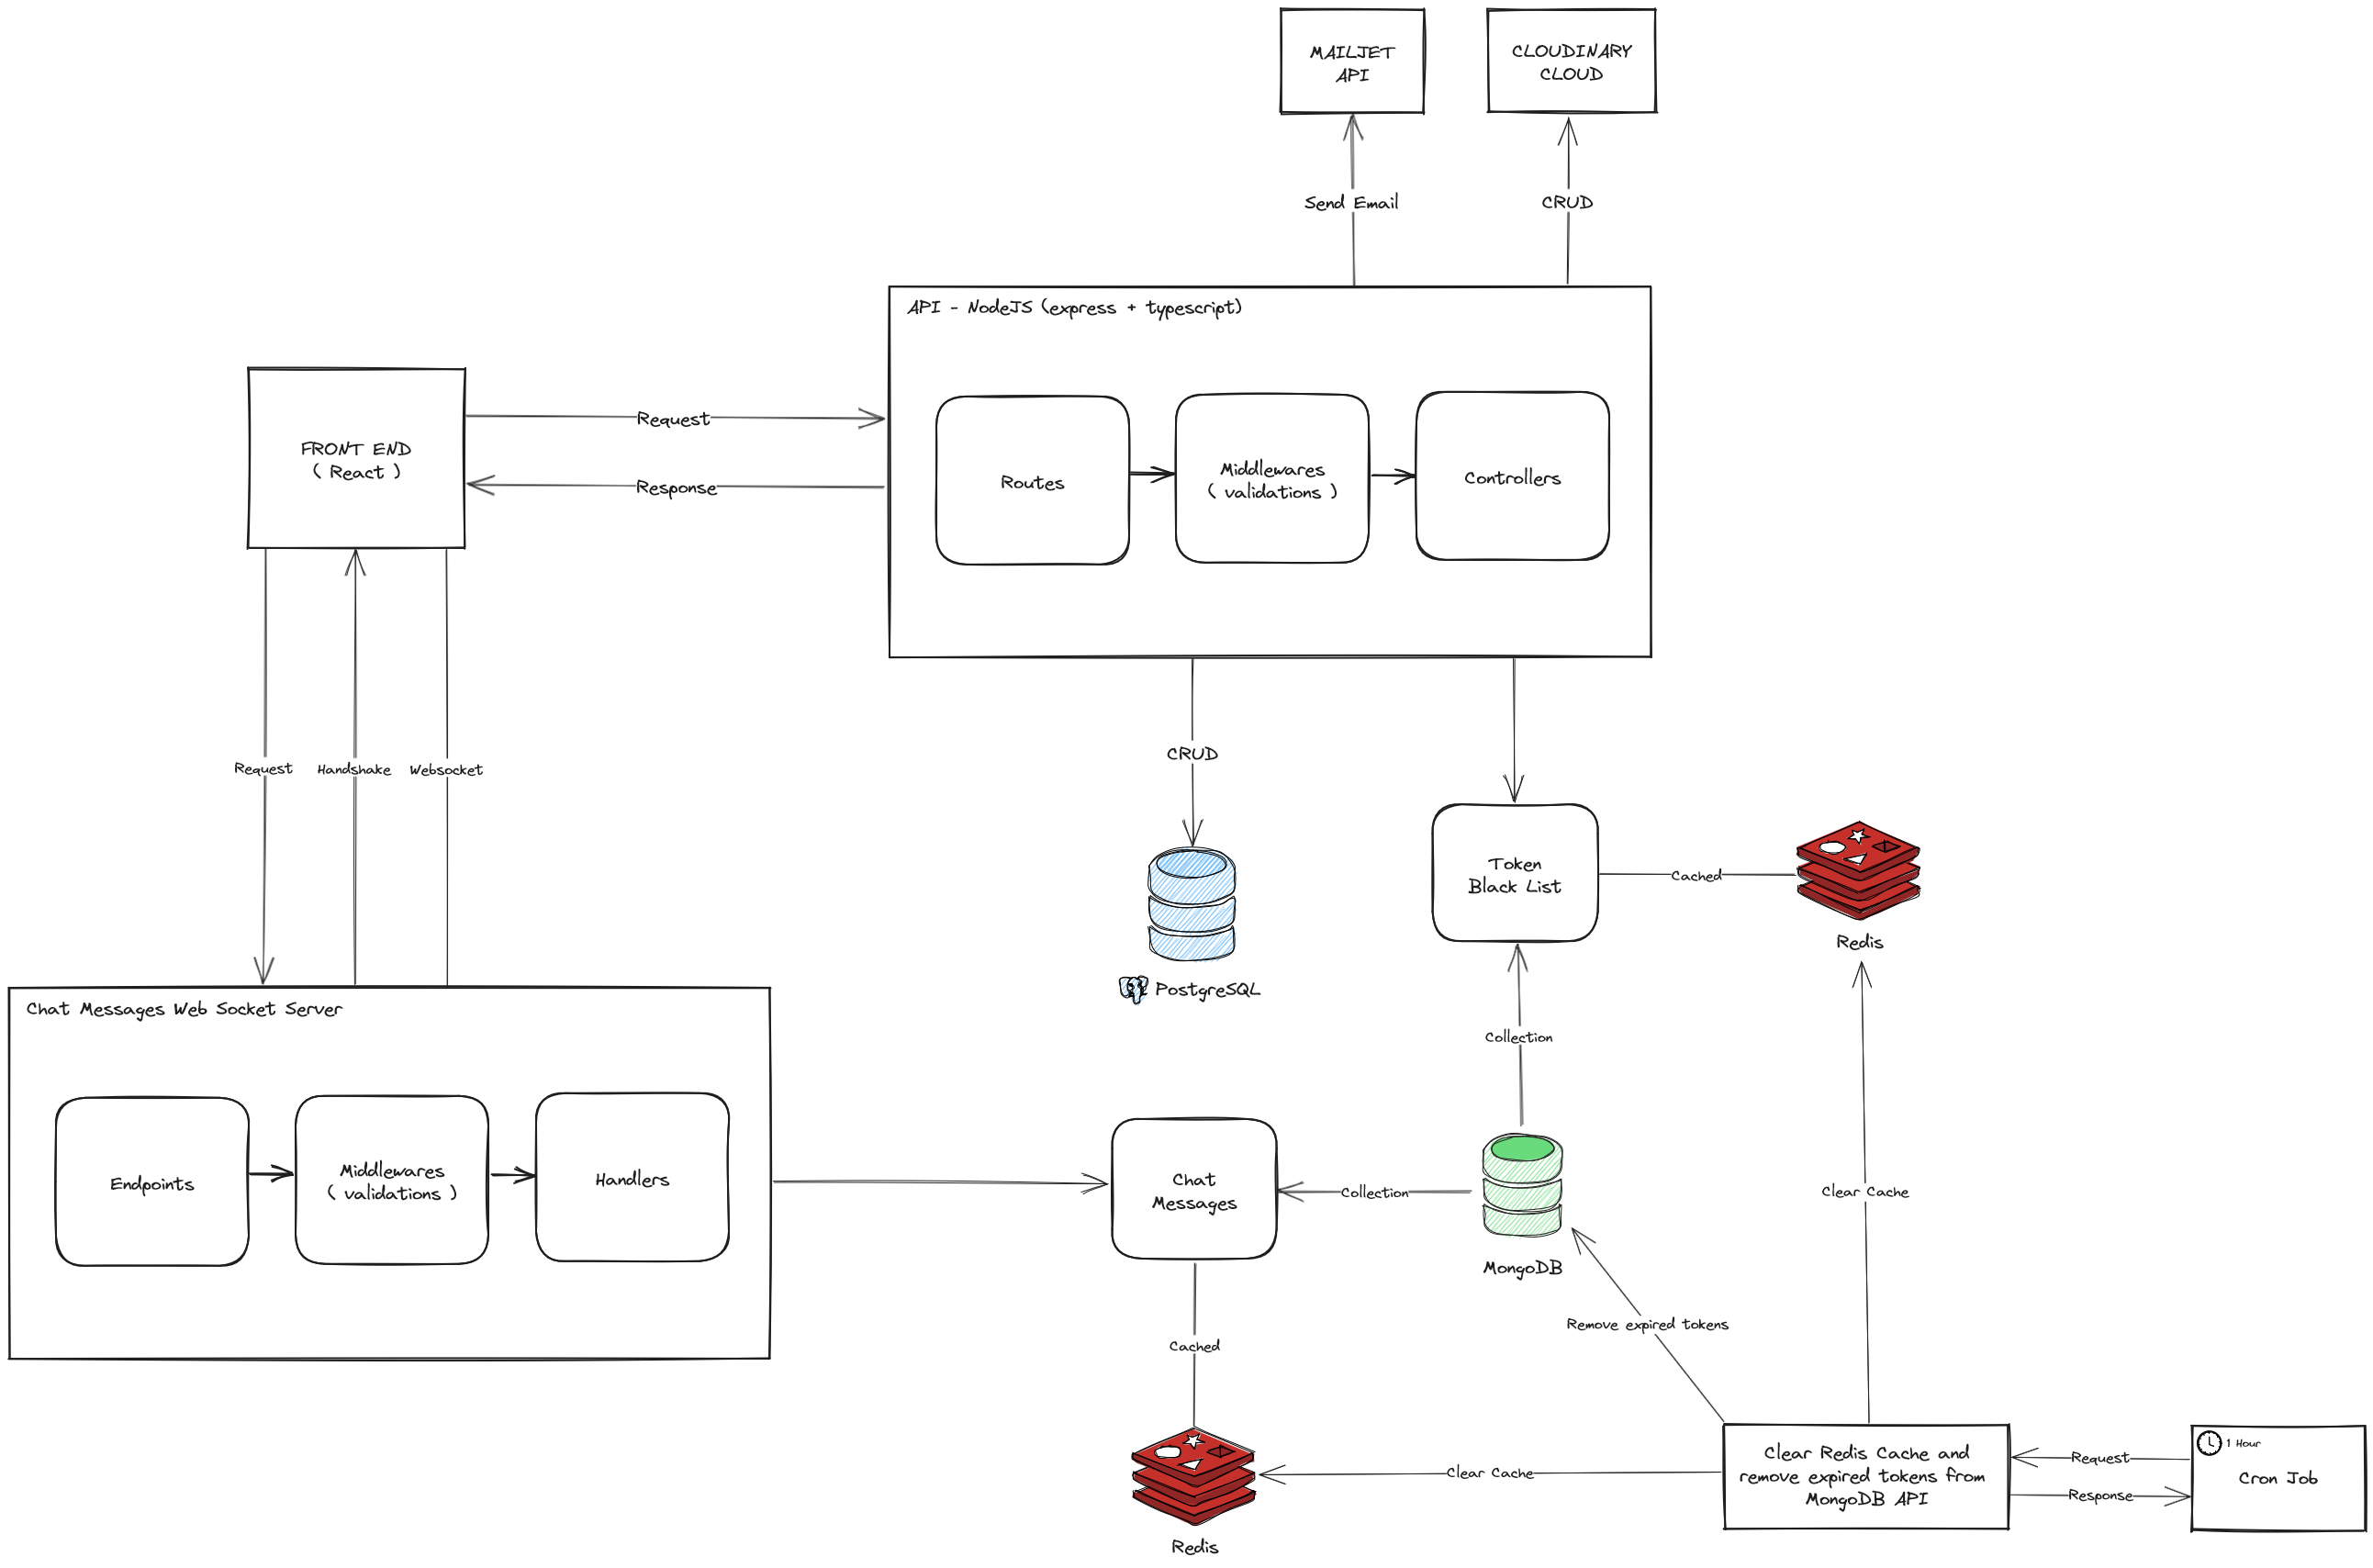 MAILJET
API
CLOUDINARY
CLOUD
Send Email
CRUD
API - NodeJS (express + typescript)
FRONT END
( React )
Request
Response
Routes
Middlewares
( validations )
Controllers
Request
Handshake
Websocket
CRUD
Token
Black List
Cached
Redis
PostgreSQL
Collection
Chat Messages Web Socket Server
Endpoints
Middlewares
( validations )
Handlers
Chat
Messages
Collection
MongoDB
Clear Cache
Remove expired tokens
Cached
Clear Redis Cache and
remove expired tokens from
MongoDB API
Clear Cache
Request
Response
1 Hour
Cron Job
Redis